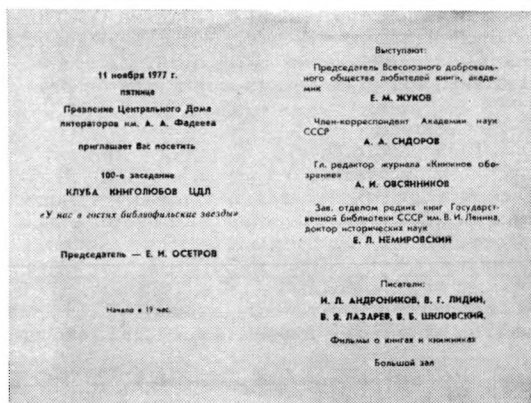 11 ноября 1977 г.
пятница
Правление Центрального Дома
литераторов им. А. А. Фадеева
приглашает Вас посетить
100-е заседание
КЛУБА КНИГОЛЮБОВ ЦДЛ
«У нас в гостях библиофильские звезды»
Председатель — Е. И. ОСЕТРОВ
Начало в 19 час.
Выступают:
Председатель Всесоюзного доброволь-
ного общества любителей книги, акаде-
мик
Е. М. ЖУКОВ
Член-корреспондент Академии наук
СССР
А. А. СИДОРОВ
Гл. редактор журнала «Книжное обо-
зрение»
А. И. ОВСЯННИКОВ
Зав. отделом редких книг Государст-
венной библиотеки СССР им. В. И. Ленина,
доктор исторических наук
Е. Л. НЕМИРОВСКИЙ
Писатели:
И. Л. АНДРОНИКОВ, В. Г. ЛИДИН,
В. Я. ЛАЗАРЕВ, В. Б. ШКЛОВСКИЙ.
Фильмы о книгах и книжниках
Большой зал